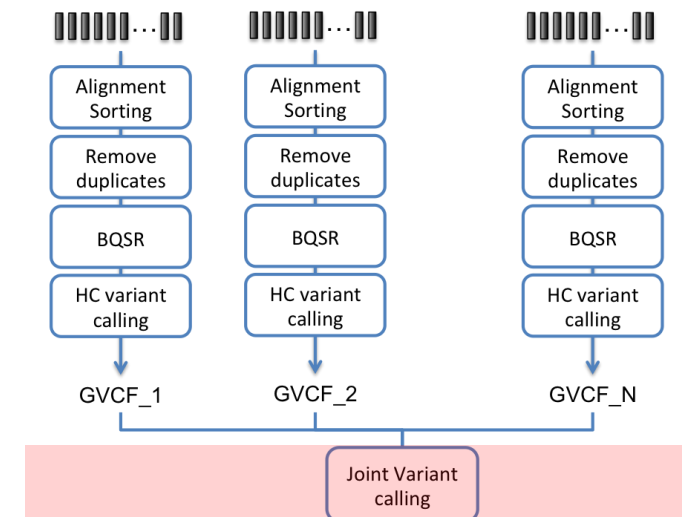 Alignment
Sorting
Remove
duplicates
BQSR
HC variant
calling
GVCF_1
Alignment
Sorting
Remove
duplicates
BQSR
HC variant
calling
GVCF_2
Alignment
Sorting
Remove
duplicates
BQSR
HC variant
calling
GVCF_N
Joint Variant
calling